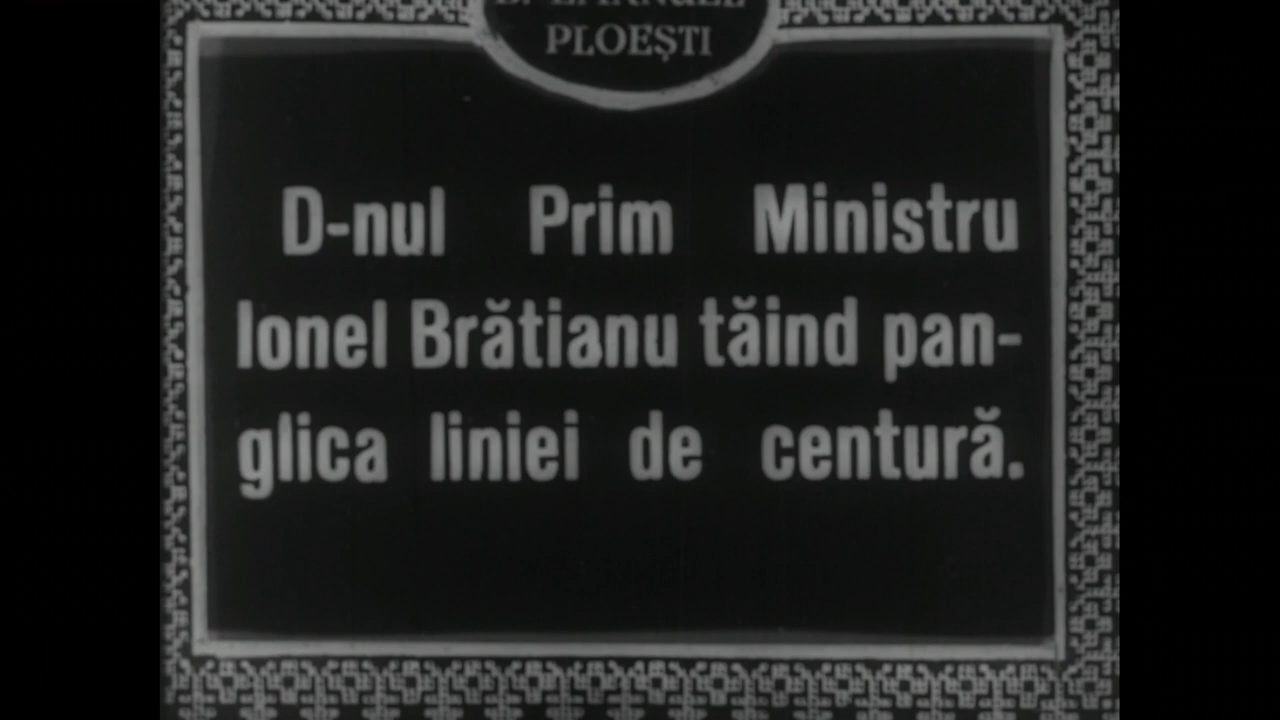 PLOEȘTI
D-nul Prim Ministru
Ionel Brătianu tăind pan-
glica liniei de centură.